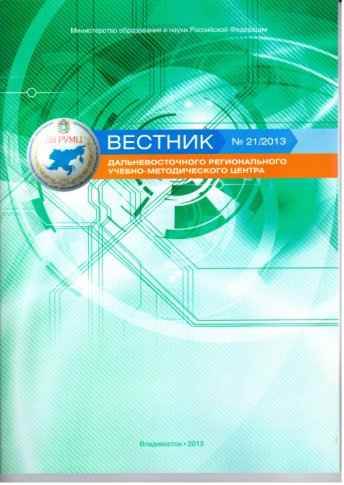 Министерство образования и науки Российской Федерации
ДВ РУМЦ
ВЕСТНИК № 21/2013
ДАЛЬНЕВОСТОЧНОГО РЕГИОНАЛЬНОГО
УЧЕБНО-МЕТОДИЧЕСКОГО ЦЕНТРА
Владивосток • 2013